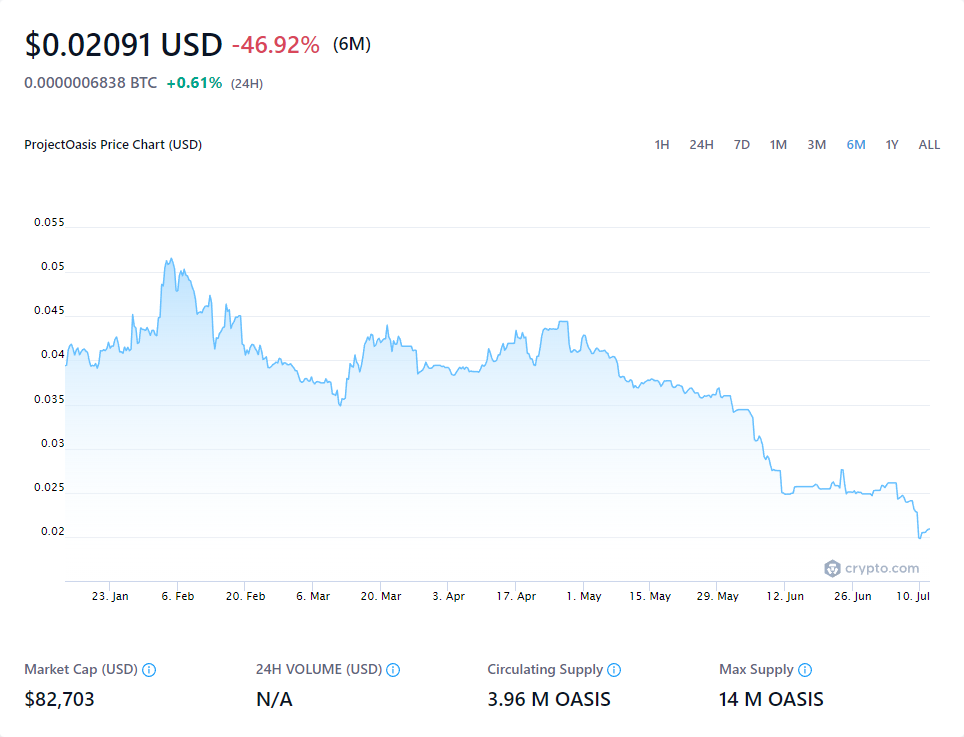 $0.02091 USD -46.92% (6M)
0.0000006838 BTC +0.61% (24H)
ProjectOasis Price Chart (USD) 1H 24H 7D 1M 3M 6M 1Y ALL
0.055
0.05
0.045
0.04
0.035
0.03
0.025
0.02
crypto.com
23. Jan 6. Feb 20. Feb 6. Mar 20. Mar 3. Apr 17. Apr 1. May 15. May 29. May 12. Jun 26. Jun 10. Jul
Market Cap (USD) 24H VOLUME (USD) Circulating Supply Max Supply
$82,703 N/A 3.96 M OASIS 14 M OASIS